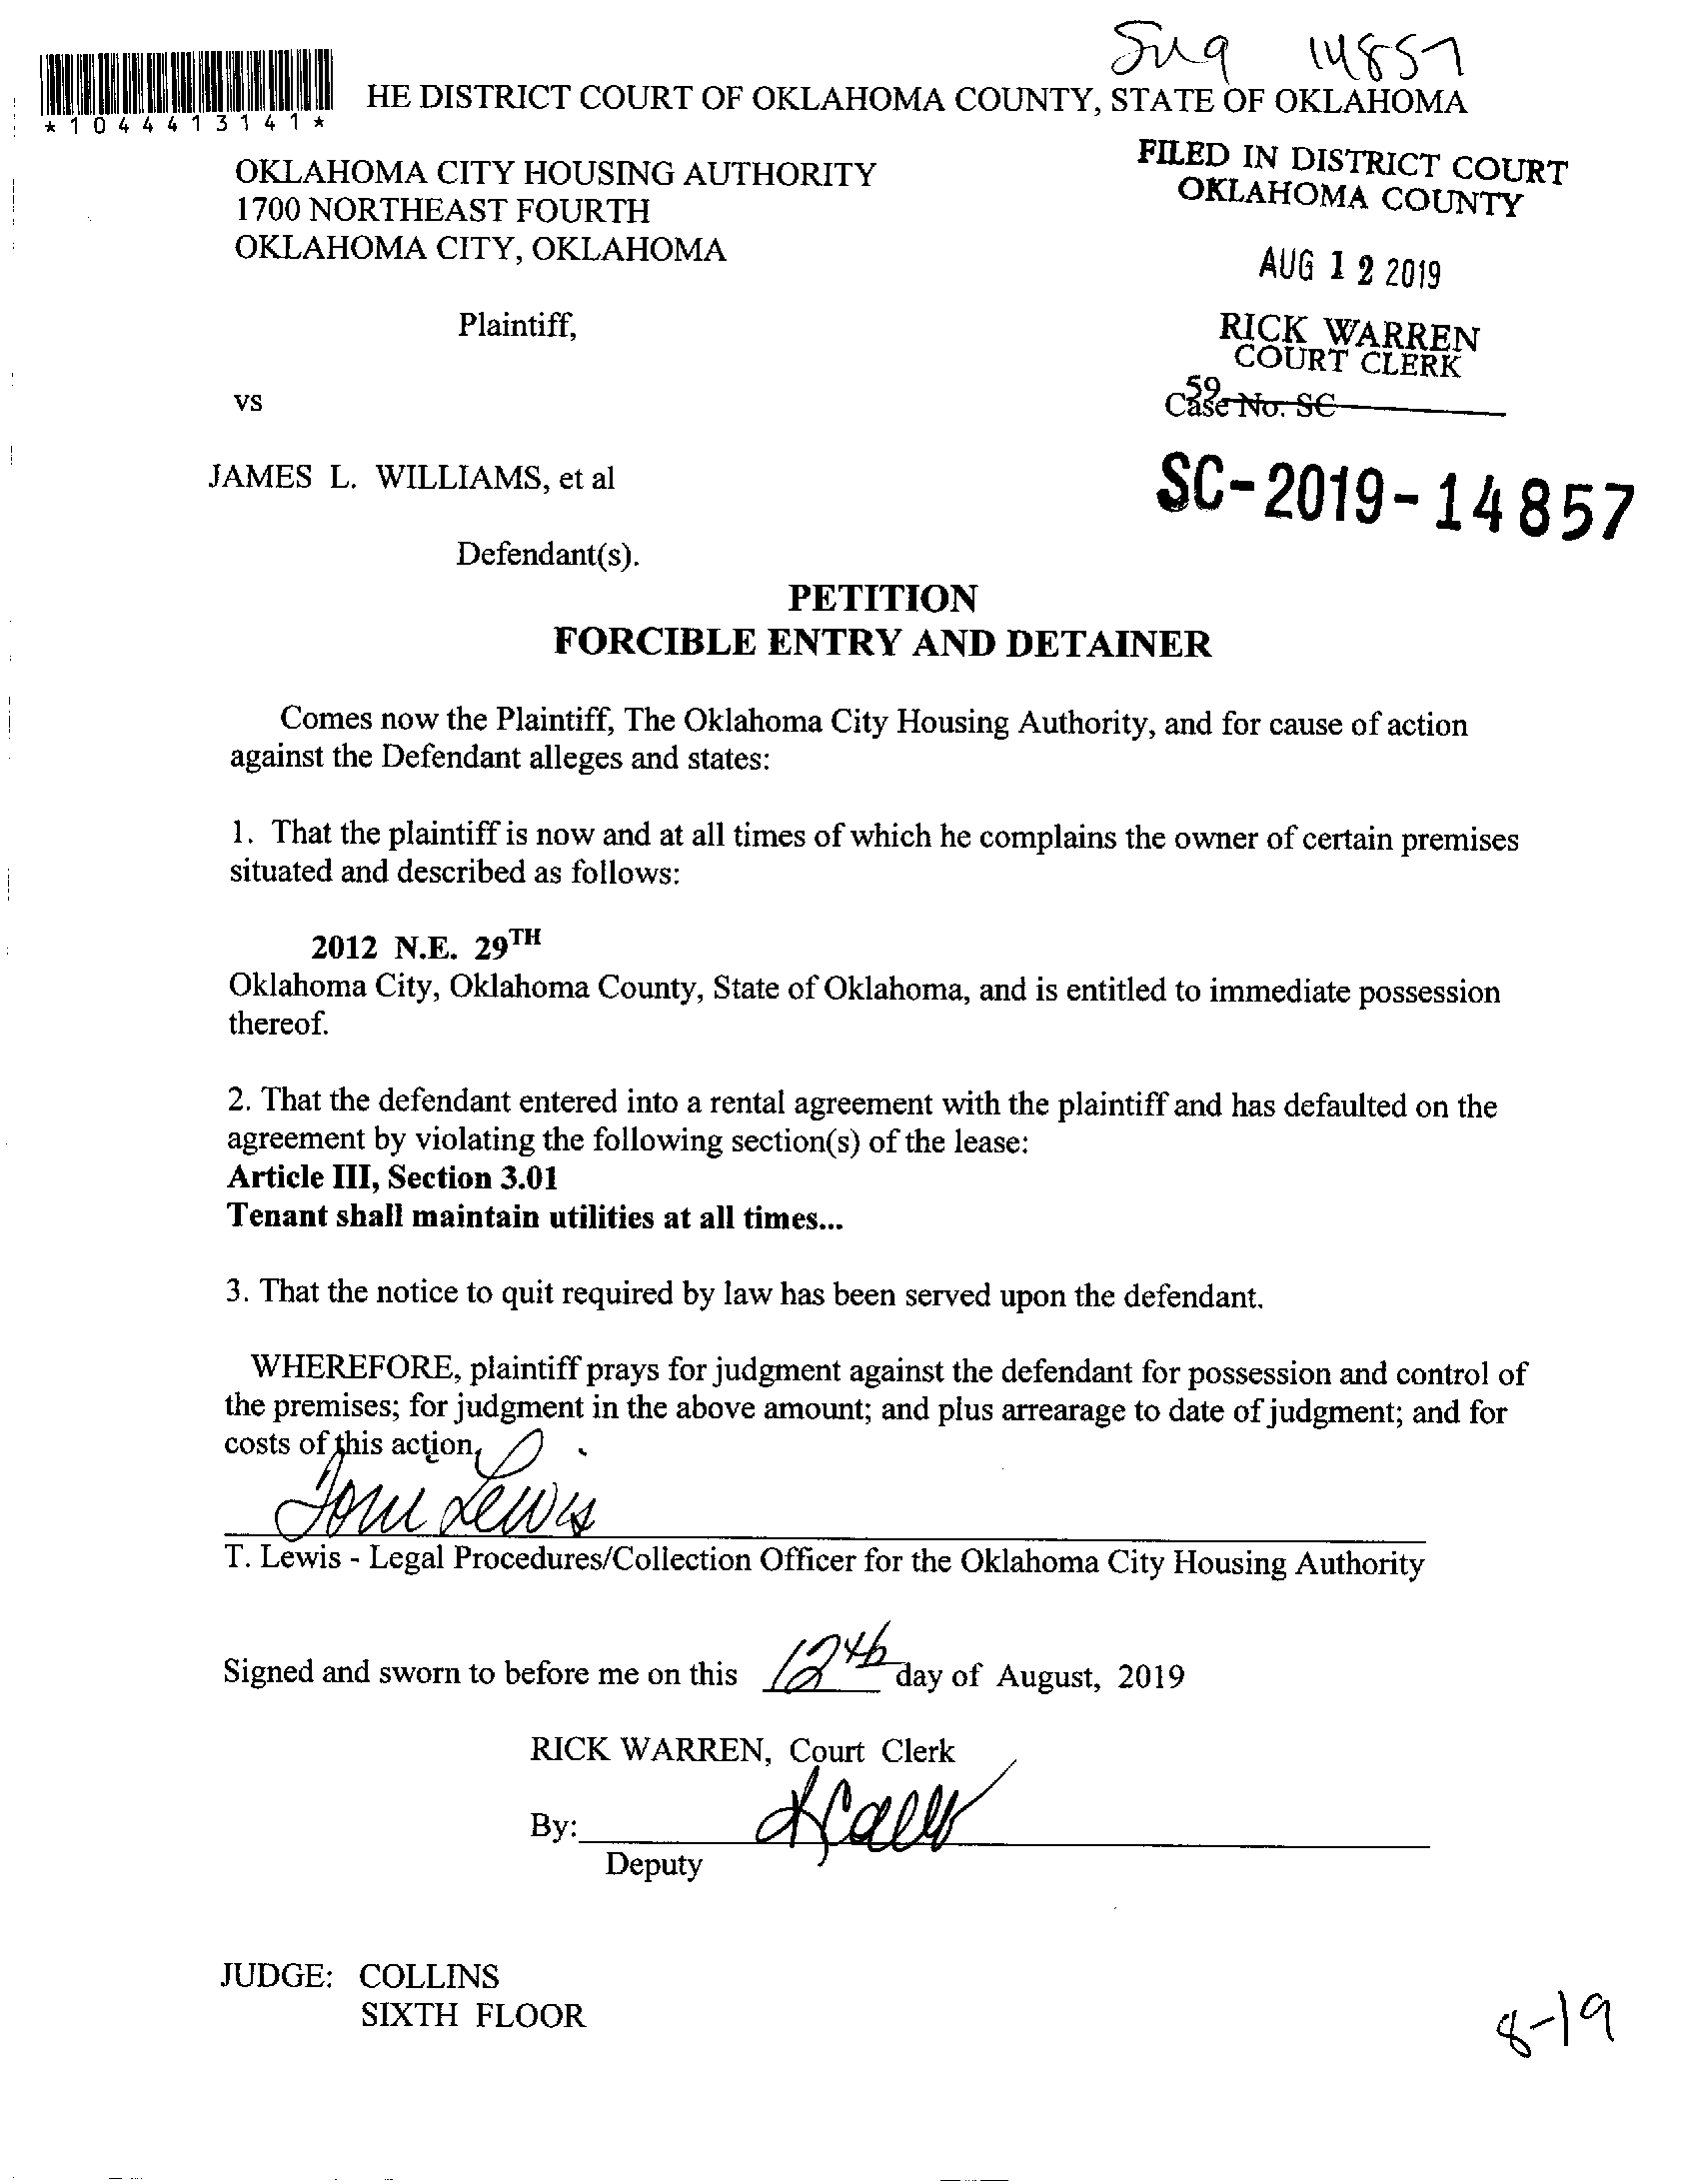 14857
*1044413141*
HE DISTRICT COURT OF OKLAHOMA COUNTY, STATE OF OKLAHOMA
OKLAHOMA CITY HOUSING AUTHORITY
1700 NORTHEAST FOURTH
OKLAHOMA CITY, OKLAHOMA
FILED IN DISTRICT COURT
OKLAHOMA COUNTY
AUG 12 2019
Plaintiff,
RICK WARREN
COURT CLERK
59
vs
Case No. SC
JAMES L. WILLIAMS, et al
SC-2019-14857
Defendant(s).
PETITION
FORCIBLE ENTRY AND DETAINER
Comes now the Plaintiff, The Oklahoma City Housing Authority, and for cause of action
against the Defendant alleges and states:
1. That the plaintiff is now and at all times of which he complains the owner of certain premises
situated and described as follows:
2012 N.E. 29TH
Oklahoma City, Oklahoma County, State of Oklahoma, and is entitled to immediate possession
thereof.
2. That the defendant entered into a rental agreement with the plaintiff and has defaulted on the
agreement by violating the following section(s) of the lease:
Article III, Section 3.01
Tenant shall maintain utilities at all times...
3. That the notice to quit required by law has been served upon the defendant.
WHEREFORE, plaintiff prays for judgment against the defendant for possession and control of
the premises; for judgment in the above amount; and plus arrearage to date of judgment; and for
costs of this action.
Lewis
T. Lewis - Legal Procedures/Collection Officer for the Oklahoma City Housing Authority
Signed and sworn to before me on this 12th day of August, 2019
RICK WARREN, Court Clerk
By:
Deputy
JUDGE: COLLINS
SIXTH FLOOR
8-19